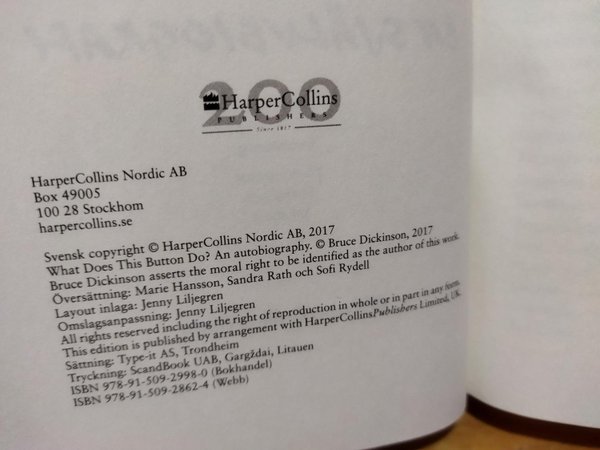 200
HarperCollins
PUBLISHERS
Since 1817
HarperCollins Nordic AB
Box 49005
100 28 Stockhom
harpercollins.se
Svensk copyright © HarperCollins Nordic AB, 2017
What Does This Button Do? An autobiography. © Bruce Dickinson, 2017
Bruce Dickinson asserts the moral right to be identified as the author of this work.
Översättning: Marie Hansson, Sandra Rath och Sofi Rydell
Layout inlaga: Jenny Liljegren
Omslagsanpassning: Jenny Liljegren
All rights reserved including the right of reproduction in whole or in part in any form.
This edition is published by arrangement with HarperCollinsPublishers Limited, UK.
Sättning: Type-it AS, Trondheim
Tryckning: ScandBook UAB, Gargždai, Litauen
ISBN 978-91-509-2998-0 (Bokhandel)
ISBN 978-91-509-2862-4 (Webb)